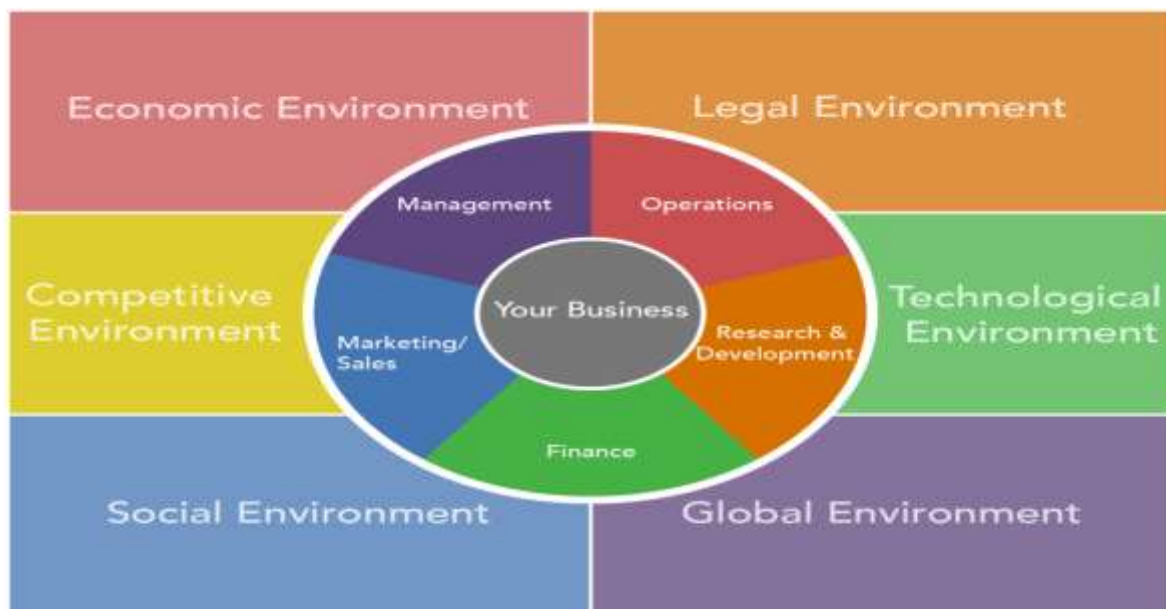 Economic Environment
Legal Environment
Management
Operations
Competitive
Environment
Your Business
Technological
Environment
Marketing/
Sales
Research &
Development
Finance
Social Environment
Global Environment